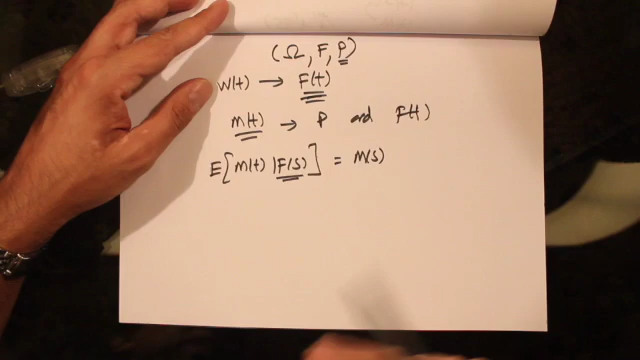 (Ω, F, P)
W(t) → F(t)
m(t) → P and F(t)
E[m(t) | F(s)] = M(s)